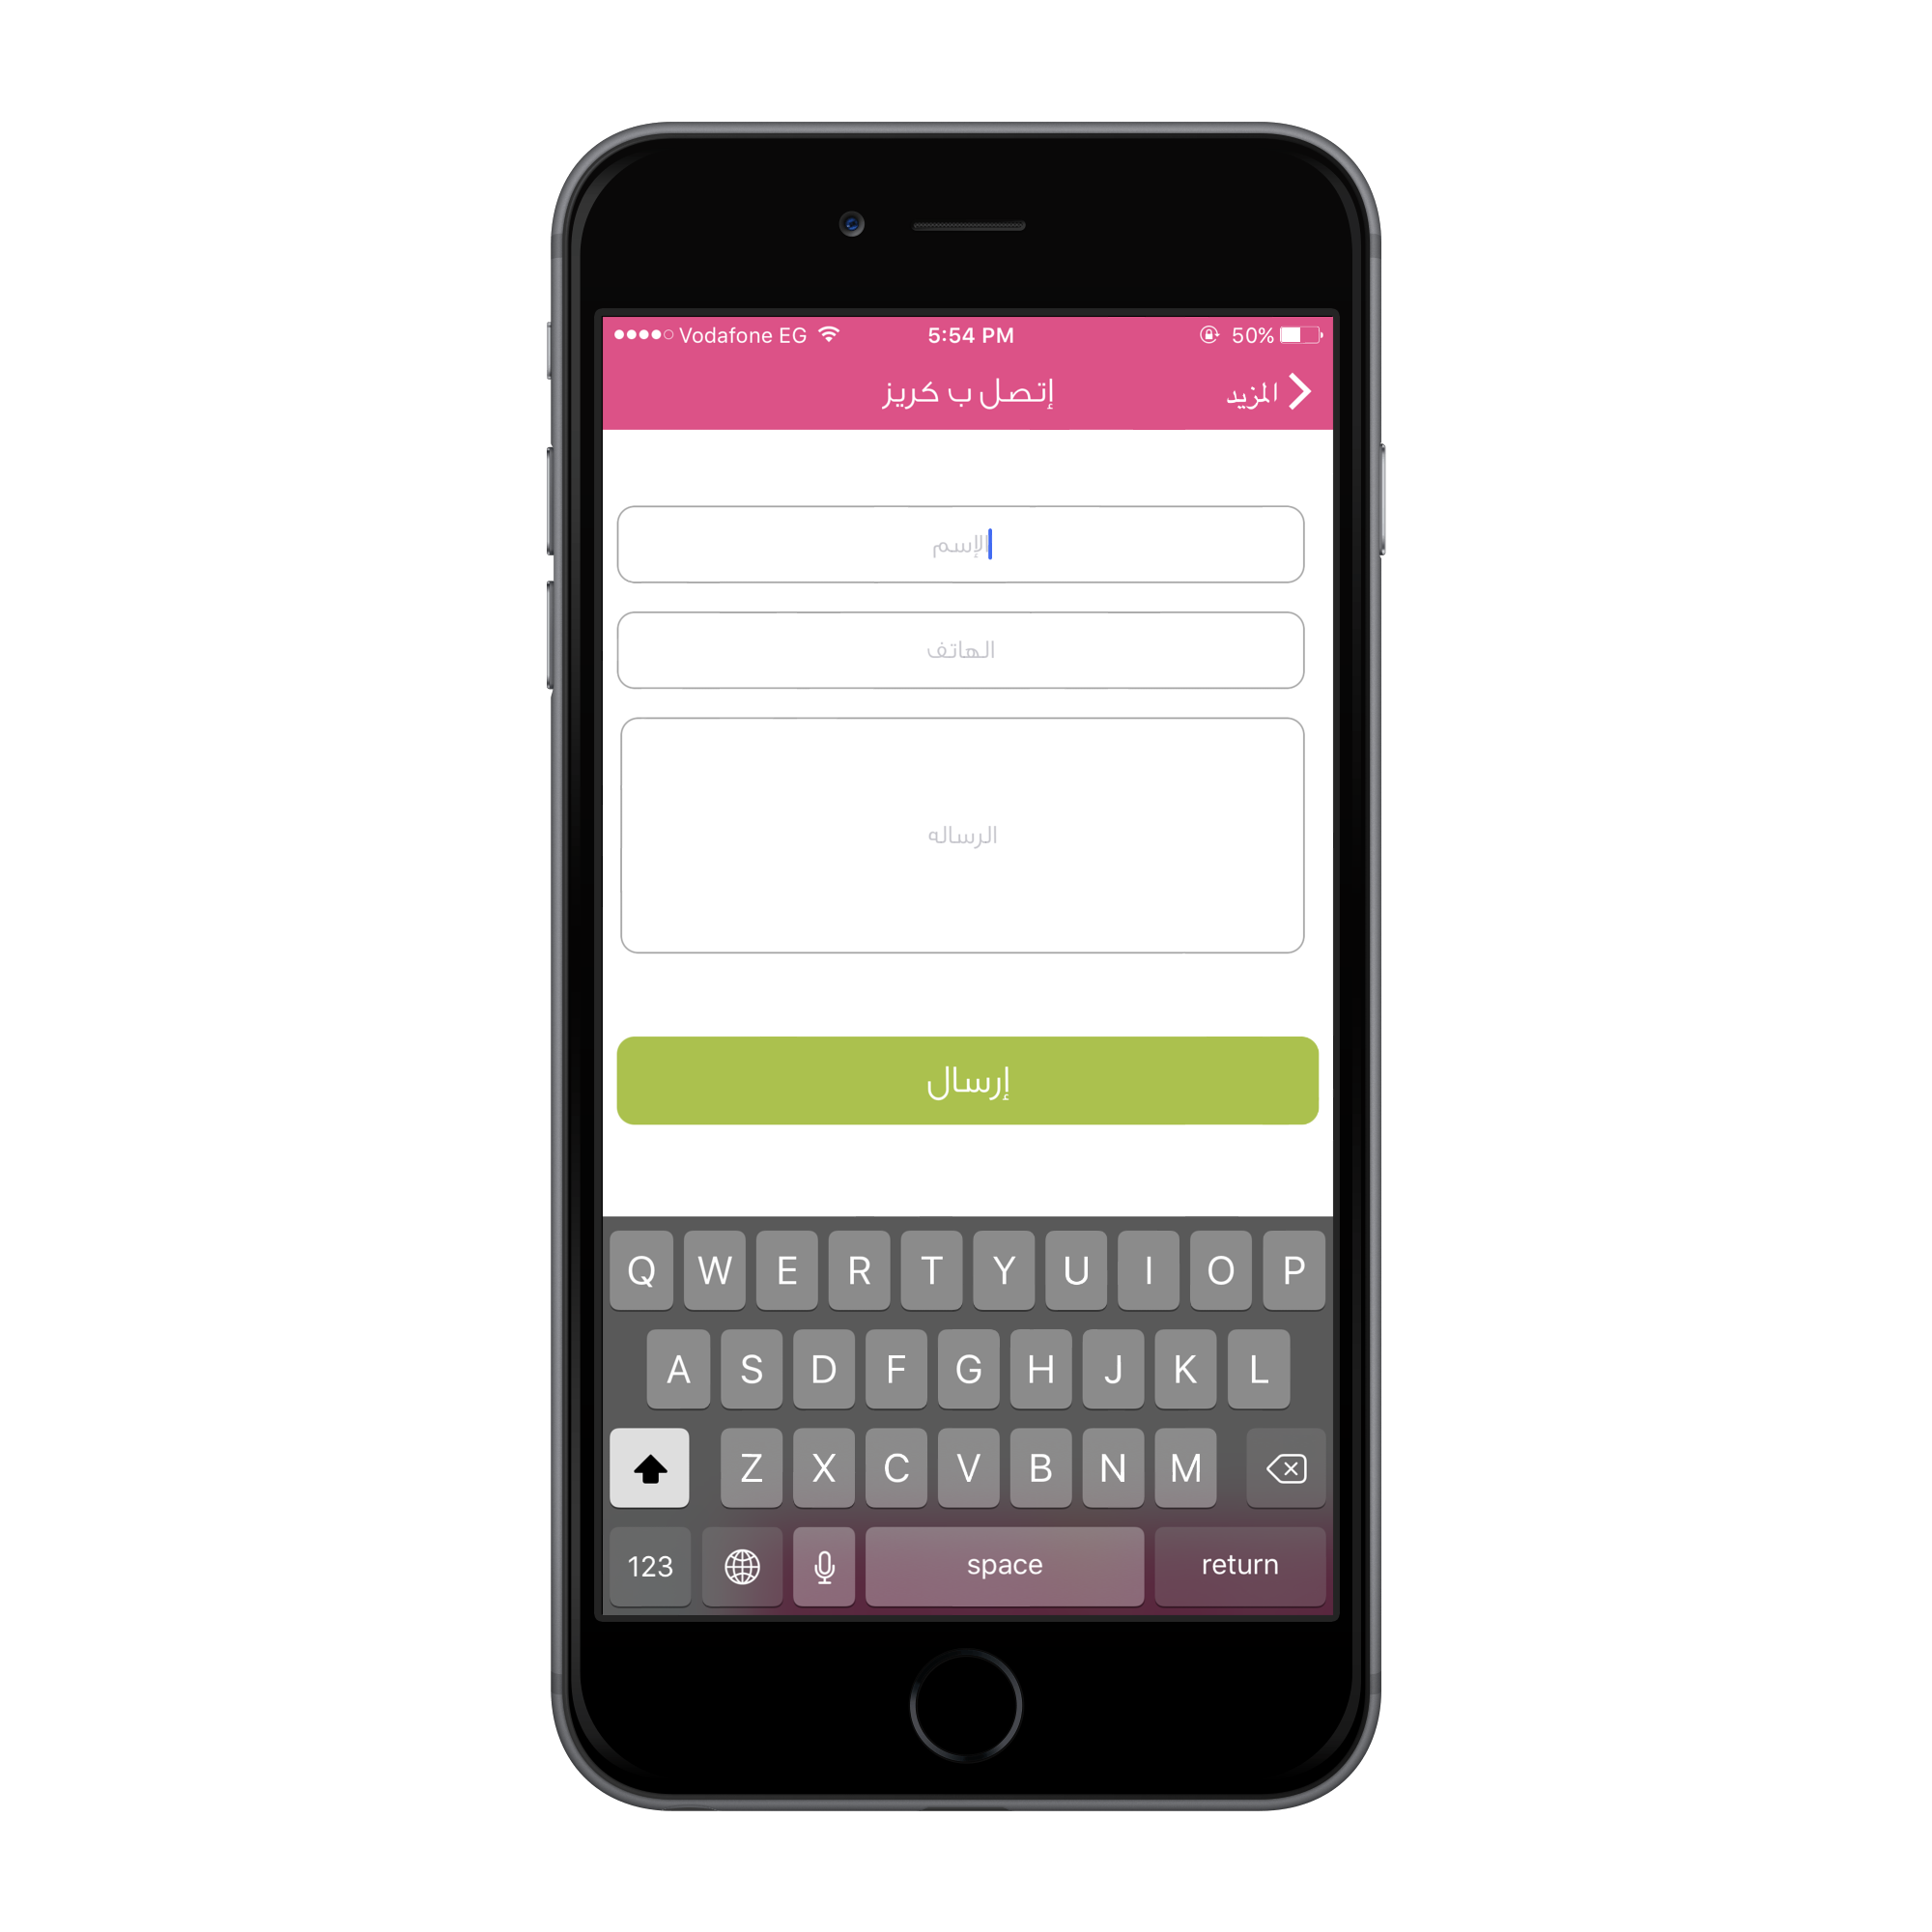 Vodafone EG 5:54 PM 50%
المزيد إتصل ب كريز
الإسم
الهاتف
الرساله
إرسال
Q W E R T Y U I O P
A S D F G H J K L
Z X C V B N M
123 space return